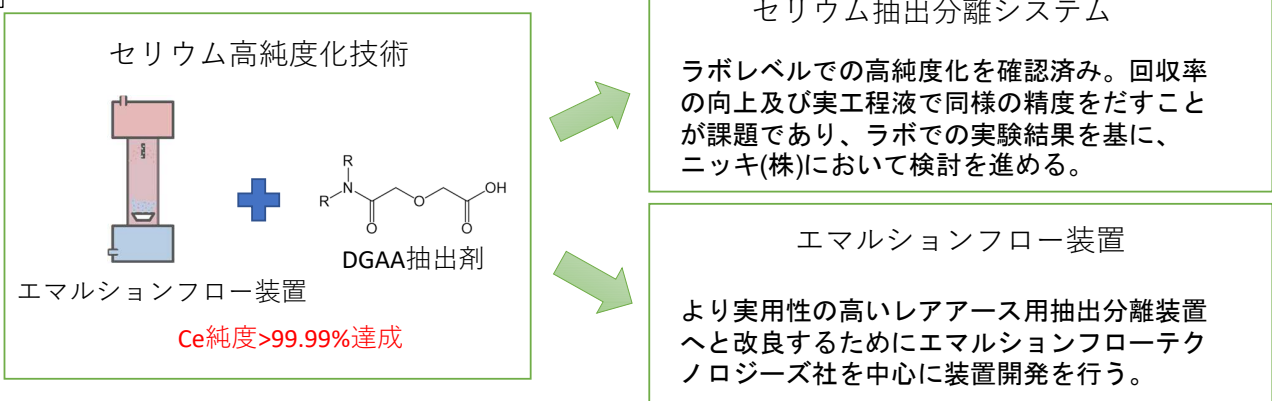 セリウム高純度化技術
R
N
R
O
O
O
OH
DGAA抽出剤
エマルションフロー装置
Ce純度>99.99%達成
セリウム抽出分離システム
ラボレベルでの高純度化を確認済み。回収率
の向上及び実工程液で同様の精度をだすこと
が課題であり、ラボでの実験結果を基に、
ニッキ(株)において検討を進める。
エマルションフロー装置
より実用性の高いレアアース用抽出分離装置
へと改良するためにエマルションフローテク
ノロジーズ社を中心に装置開発を行う。